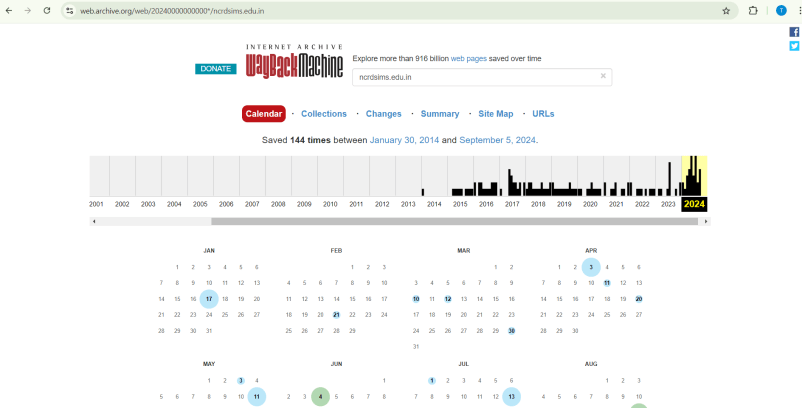 web.archive.org/web/20240000000000*/ncrdsims.edu.in
T
INTERNET ARCHIVE
DONATE
WayBackMachine
Explore more than 916 billion web pages saved over time
ncrdsims.edu.in
Calendar · Collections · Changes · Summary · Site Map · URLs
Saved 144 times between January 30, 2014 and September 5, 2024.
2001 2002 2003 2004 2005 2006 2007 2008 2009 2010 2011 2012 2013 2014 2015 2016 2017 2018 2019 2020 2021 2022 2023 2024
JAN
1 2 3 4 5 6
7 8 9 10 11 12 13
14 15 16 17 18 19 20
21 22 23 24 25 26 27
28 29 30 31
FEB
1 2 3
4 5 6 7 8 9 10
11 12 13 14 15 16 17
18 19 20 21 22 23 24
25 26 27 28 29
MAR
1 2
3 4 5 6 7 8 9
10 11 12 13 14 15 16
17 18 19 20 21 22 23
24 25 26 27 28 29 30
31
APR
1 2 3 4 5 6
7 8 9 10 11 12 13
14 15 16 17 18 19 20
21 22 23 24 25 26 27
28 29 30
MAY
1 2 3 4
5 6 7 8 9 10 11
JUN
1
2 3 4 5 6 7 8
JUL
1 2 3 4 5 6
7 8 9 10 11 12 13
AUG
1 2 3
4 5 6 7 8 9 10